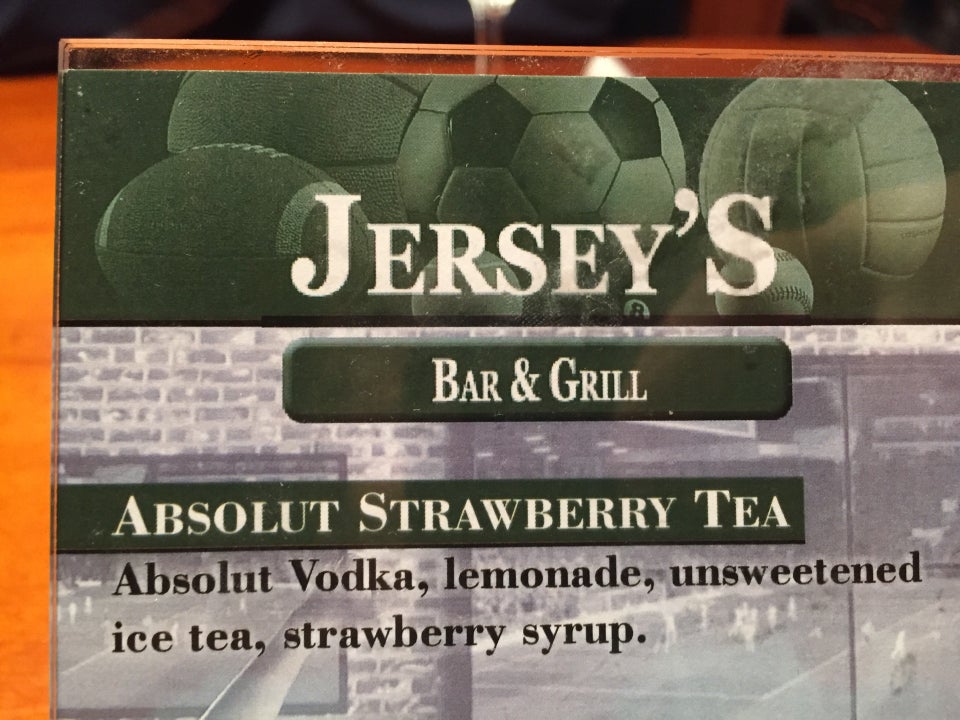 JERSEY'S
BAR & GRILL
ABSOLUT STRAWBERRY TEA
Absolut Vodka, lemonade, unsweetened
ice tea, strawberry syrup.